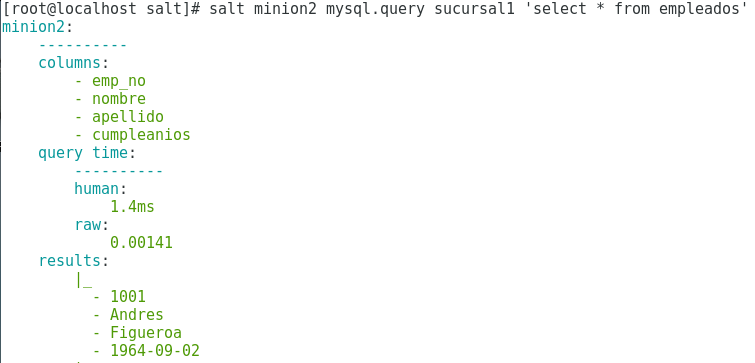 [root@localhost salt]# salt minion2 mysql.query sucursal1 'select * from empleados'
minion2:
    ----------
    columns:
        - emp_no
        - nombre
        - apellido
        - cumpleanios
    query time:
        ----------
        human:
            1.4ms
        raw:
            0.00141
    results:
        |_
          - 1001
          - Andres
          - Figueroa
          - 1964-09-02